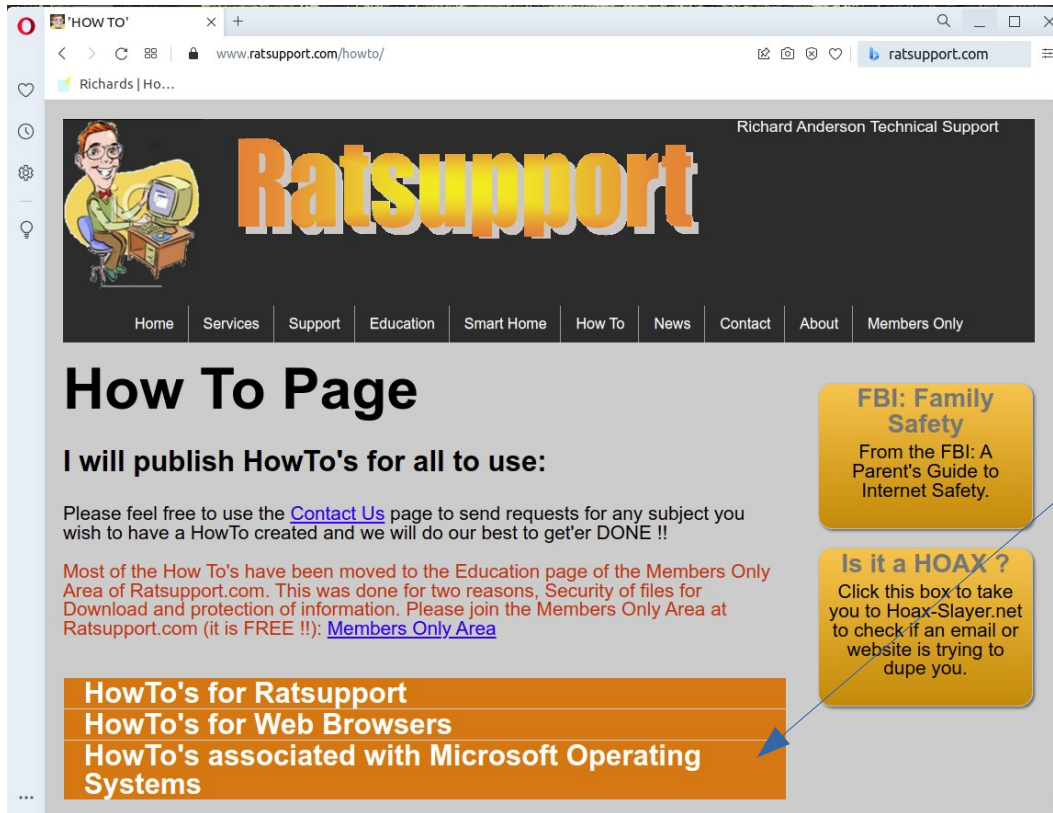 'HOW TO'
www.ratsupport.com/howto/
ratsupport.com
Richards | Ho...
Richard Anderson Technical Support
Ratsupport
Home Services Support Education Smart Home How To News Contact About Members Only
How To Page
I will publish HowTo's for all to use:
Please feel free to use the Contact Us page to send requests for any subject you
wish to have a HowTo created and we will do our best to get'er DONE !!
Most of the How To's have been moved to the Education page of the Members Only
Area of Ratsupport.com. This was done for two reasons, Security of files for
Download and protection of information. Please join the Members Only Area at
Ratsupport.com (it is FREE !!): Members Only Area
HowTo's for Ratsupport
HowTo's for Web Browsers
HowTo's associated with Microsoft Operating
Systems
FBI: Family
Safety
From the FBI: A
Parent's Guide to
Internet Safety.
Is it a HOAX ?
Click this box to take
you to Hoax-Slayer.net
to check if an email or
website is trying to
dupe you.